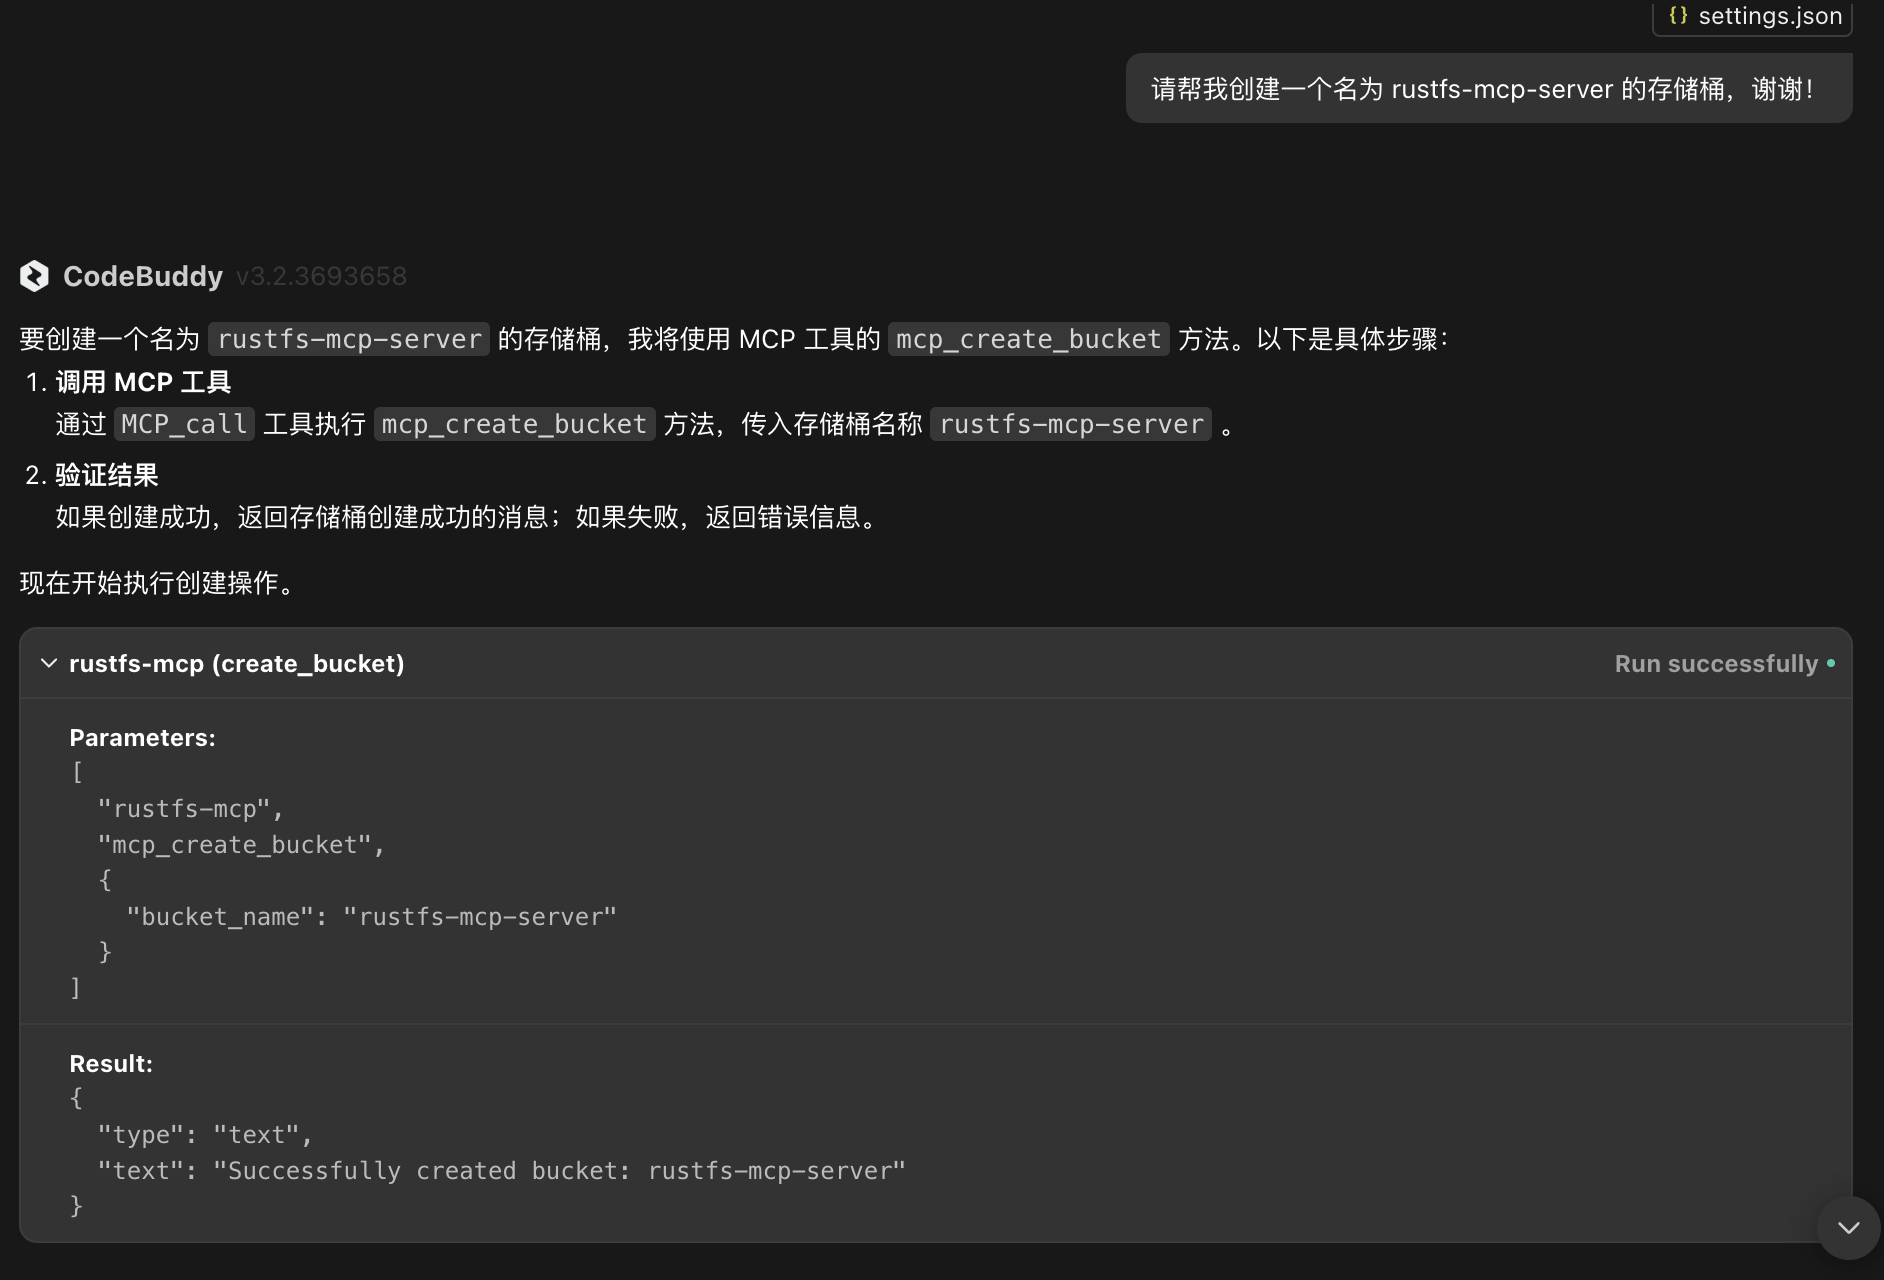 {} settings.json
请帮我创建一个名为 rustfs-mcp-server 的存储桶，谢谢！
CodeBuddy v3.2.3693658
要创建一个名为 rustfs-mcp-server 的存储桶，我将使用 MCP 工具的 mcp_create_bucket 方法。以下是具体步骤：
1. 调用 MCP 工具
通过 MCP_call 工具执行 mcp_create_bucket 方法，传入存储桶名称 rustfs-mcp-server 。
2. 验证结果
如果创建成功，返回存储桶创建成功的消息；如果失败，返回错误信息。
现在开始执行创建操作。
rustfs-mcp (create_bucket) Run successfully
Parameters:
[
"rustfs-mcp",
"mcp_create_bucket",
{
"bucket_name": "rustfs-mcp-server"
}
]
Result:
{
"type": "text",
"text": "Successfully created bucket: rustfs-mcp-server"
}